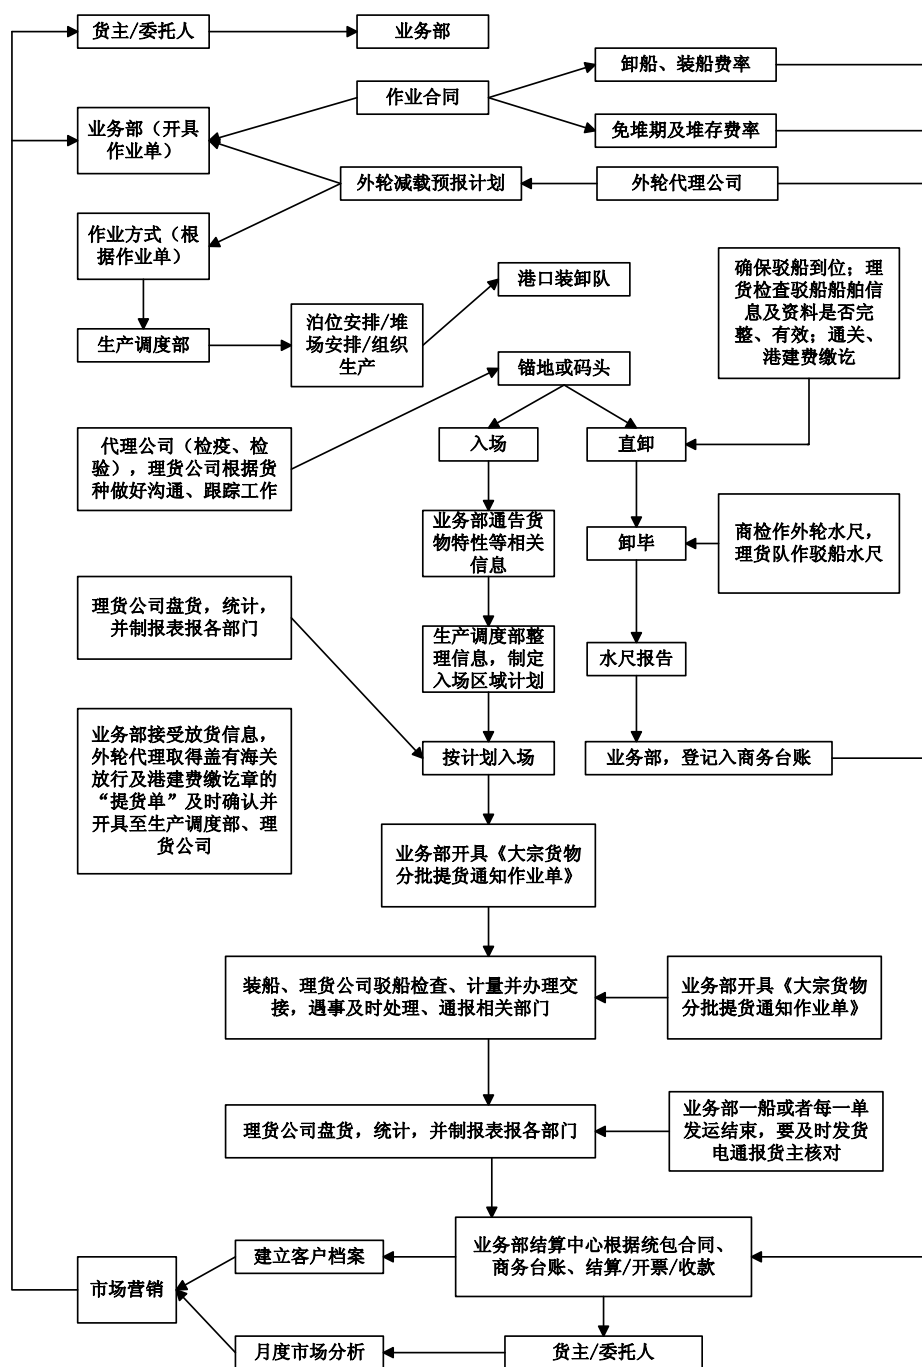 货主/委托人
业务部
卸船、装船费率
作业合同
业务部（开具
作业单）
免堆期及堆存费率
外轮减载预报计划
外轮代理公司
作业方式（根
据作业单）
确保驳船到位；理
货检查驳船船舶信
息及资料是否完
整、有效；通关、
港建费缴讫
港口装卸队
生产调度部
泊位安排/堆
场安排/组织
生产
锚地或码头
代理公司（检疫、检
验），理货公司根据货
种做好沟通、跟踪工作
入场
直卸
业务部通告货
物特性等相关
信息
卸毕
商检作外轮水尺，
理货队作驳船水尺
理货公司盘货，统计，
并制报表报各部门
生产调度部整
理信息，制定
入场区域计划
水尺报告
业务部接受放货信息，
外轮代理取得盖有海关
放行及港建费缴讫章的
“提货单”及时确认并
开具至生产调度部、理
货公司
按计划入场
业务部，登记入商务台账
业务部开具《大宗货物
分批提货通知作业单》
装船、理货公司驳船检查、计量并办理交
接，遇事及时处理、通报相关部门
业务部开具《大宗货物
分批提货通知作业单》
理货公司盘货，统计，并制报表报各部门
业务部一船或者每一单
发运结束，要及时发货
电通报货主核对
业务部结算中心根据统包合同、
商务台账、结算/开票/收款
建立客户档案
市场营销
月度市场分析
货主/委托人